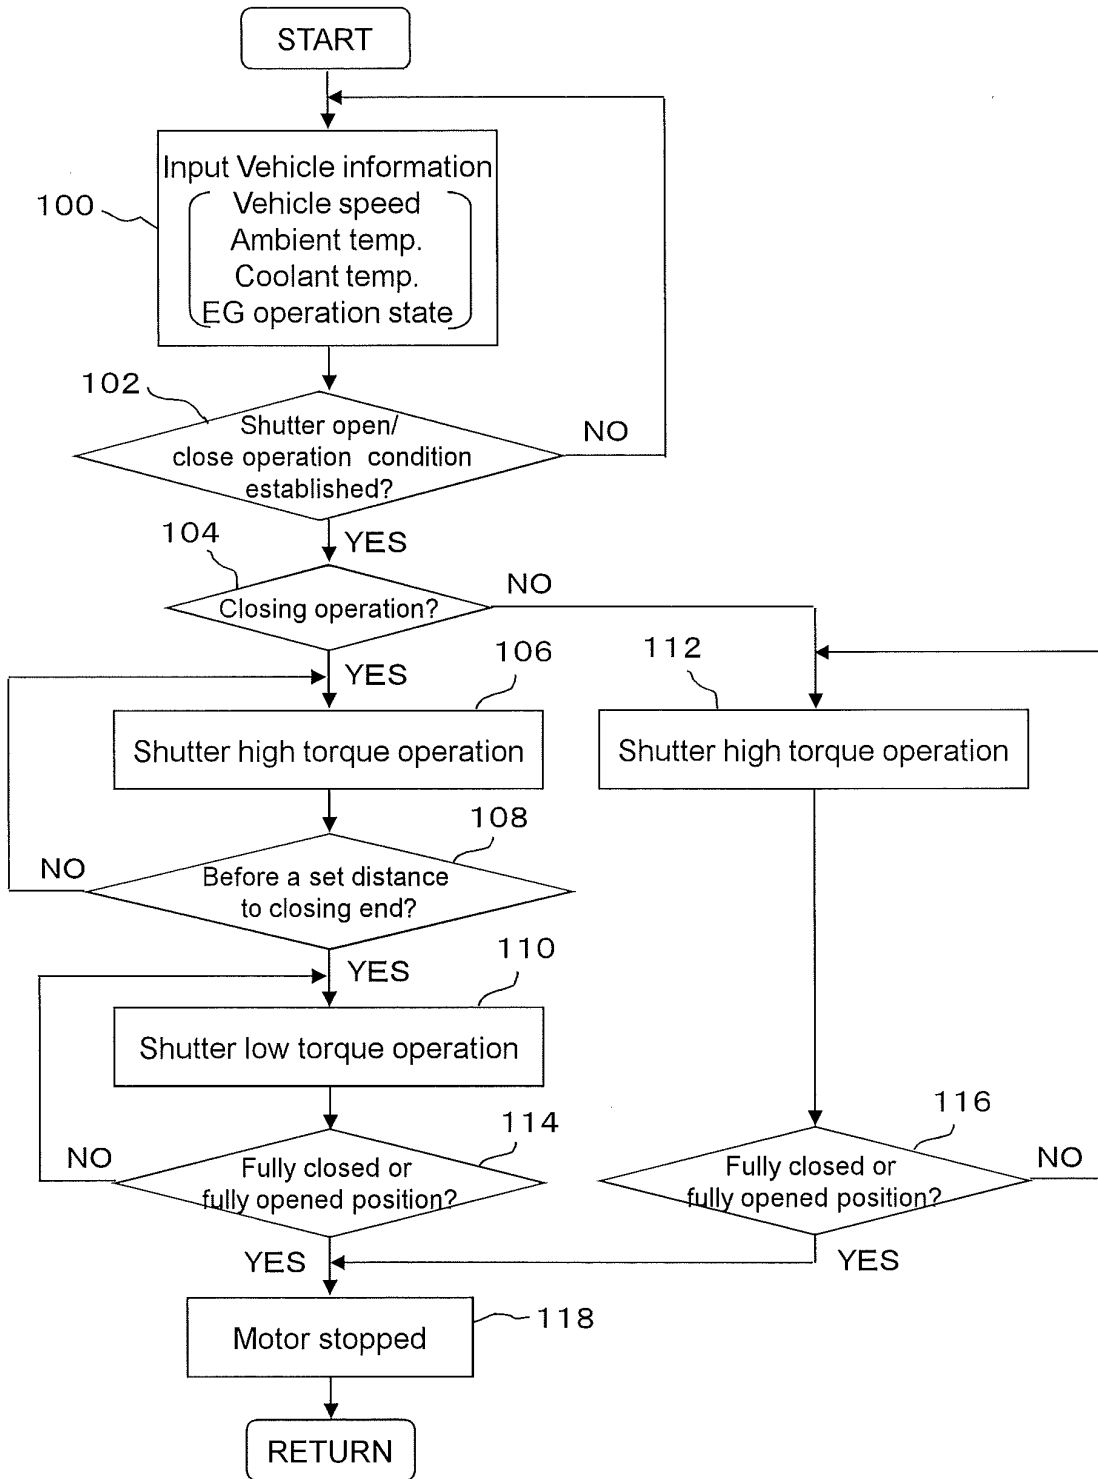 START
Input Vehicle information
Vehicle speed
100
Ambient temp.
Coolant temp.
EG operation state
102
Shutter open/
close operation condition
established?
NO
YES
104
Closing operation?
NO
YES
106
112
Shutter high torque operation
Shutter high torque operation
108
Before a set distance
to closing end?
NO
YES
110
Shutter low torque operation
114
116
Fully closed or
fully opened position?
NO
Fully closed or
fully opened position?
NO
YES
YES
Motor stopped
118
RETURN